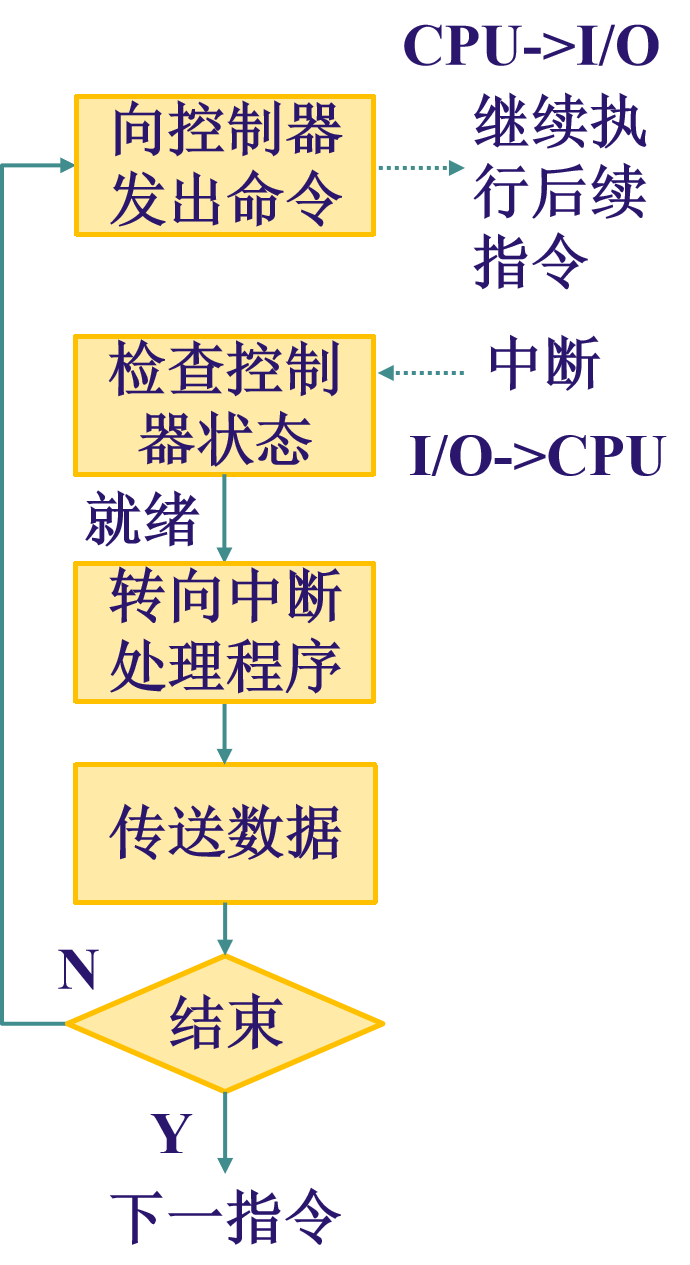 CPU->I/O
向控制器
发出命令
继续执
行后续
指令
检查控制
器状态
中断
I/O->CPU
就绪
转向中断
处理程序
传送数据
N
结束
Y
下一指令